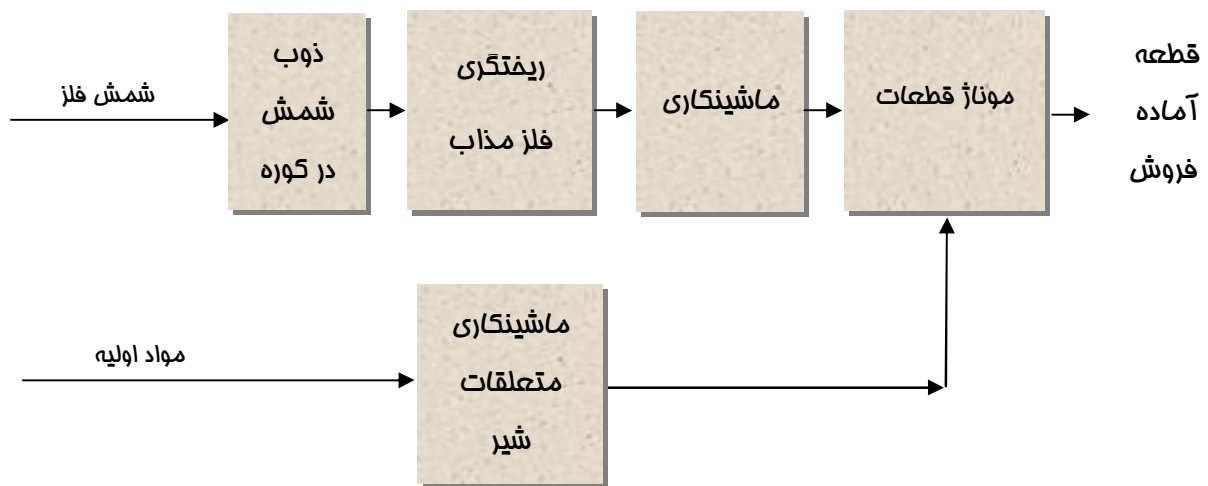 شمش فلز
ذوب
شمش
در کوره
ریختگری
فلز مذاب
ماشینکاری
موناژ قطعات
قطعه
آماده
فروش
مواد اولیه
ماشینکاری
متعلقات
شیر